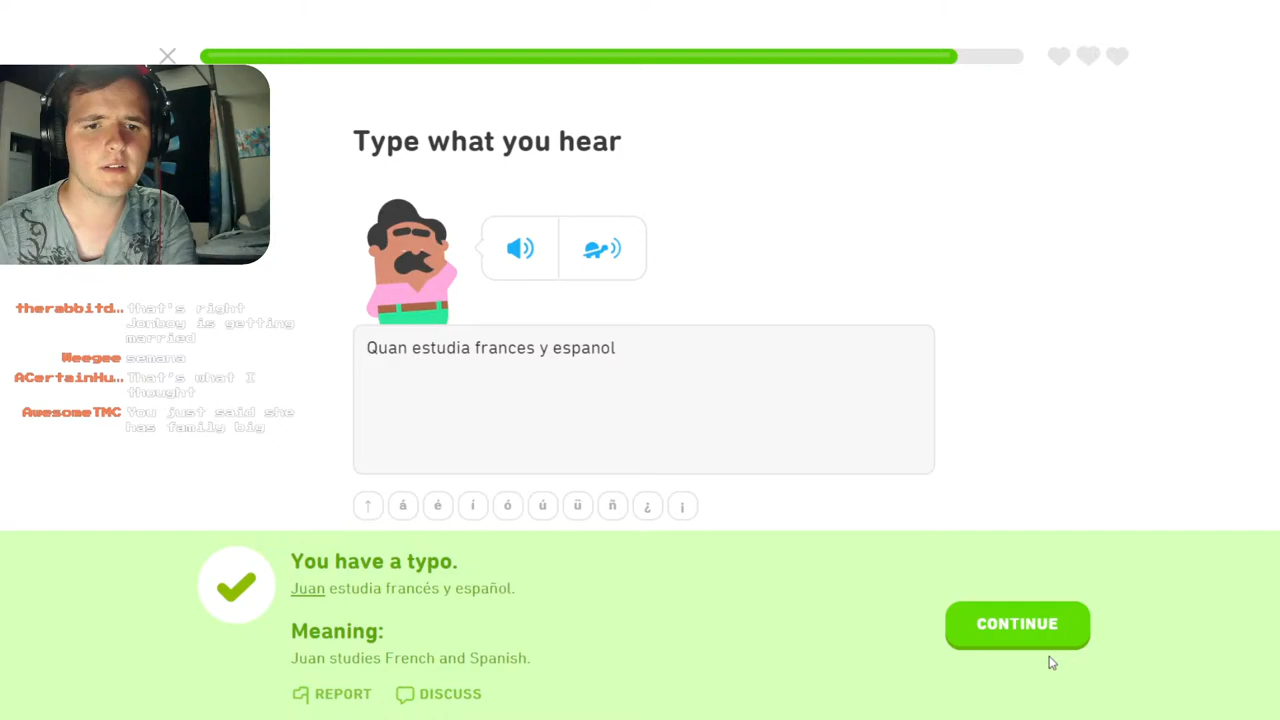 Type what you hear
therabbitd... that's right
Jonboy is getting
married
Weegee semana
ACertainHu... That's what I
thought
AwesomeTMC You just said she
has family big
Quan estudia frances y espanol
↑ á é í ó ú ü ñ ¿ ¡
You have a typo.
Juan estudia francés y español.
Meaning:
Juan studies French and Spanish.
REPORT DISCUSS
CONTINUE